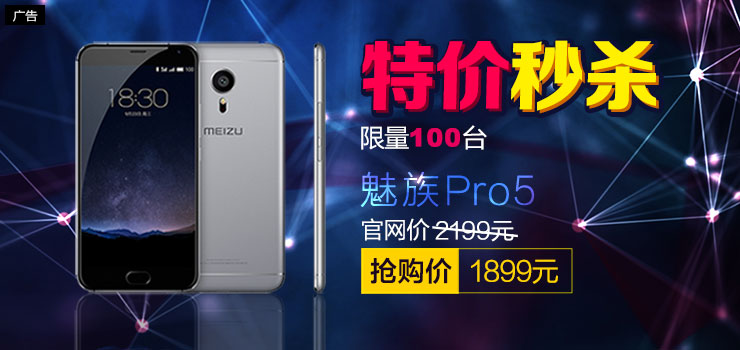 广告
18:30
MEIZU
特价秒杀
限量100台
魅族Pro5
官网价2199元
抢购价 1899元